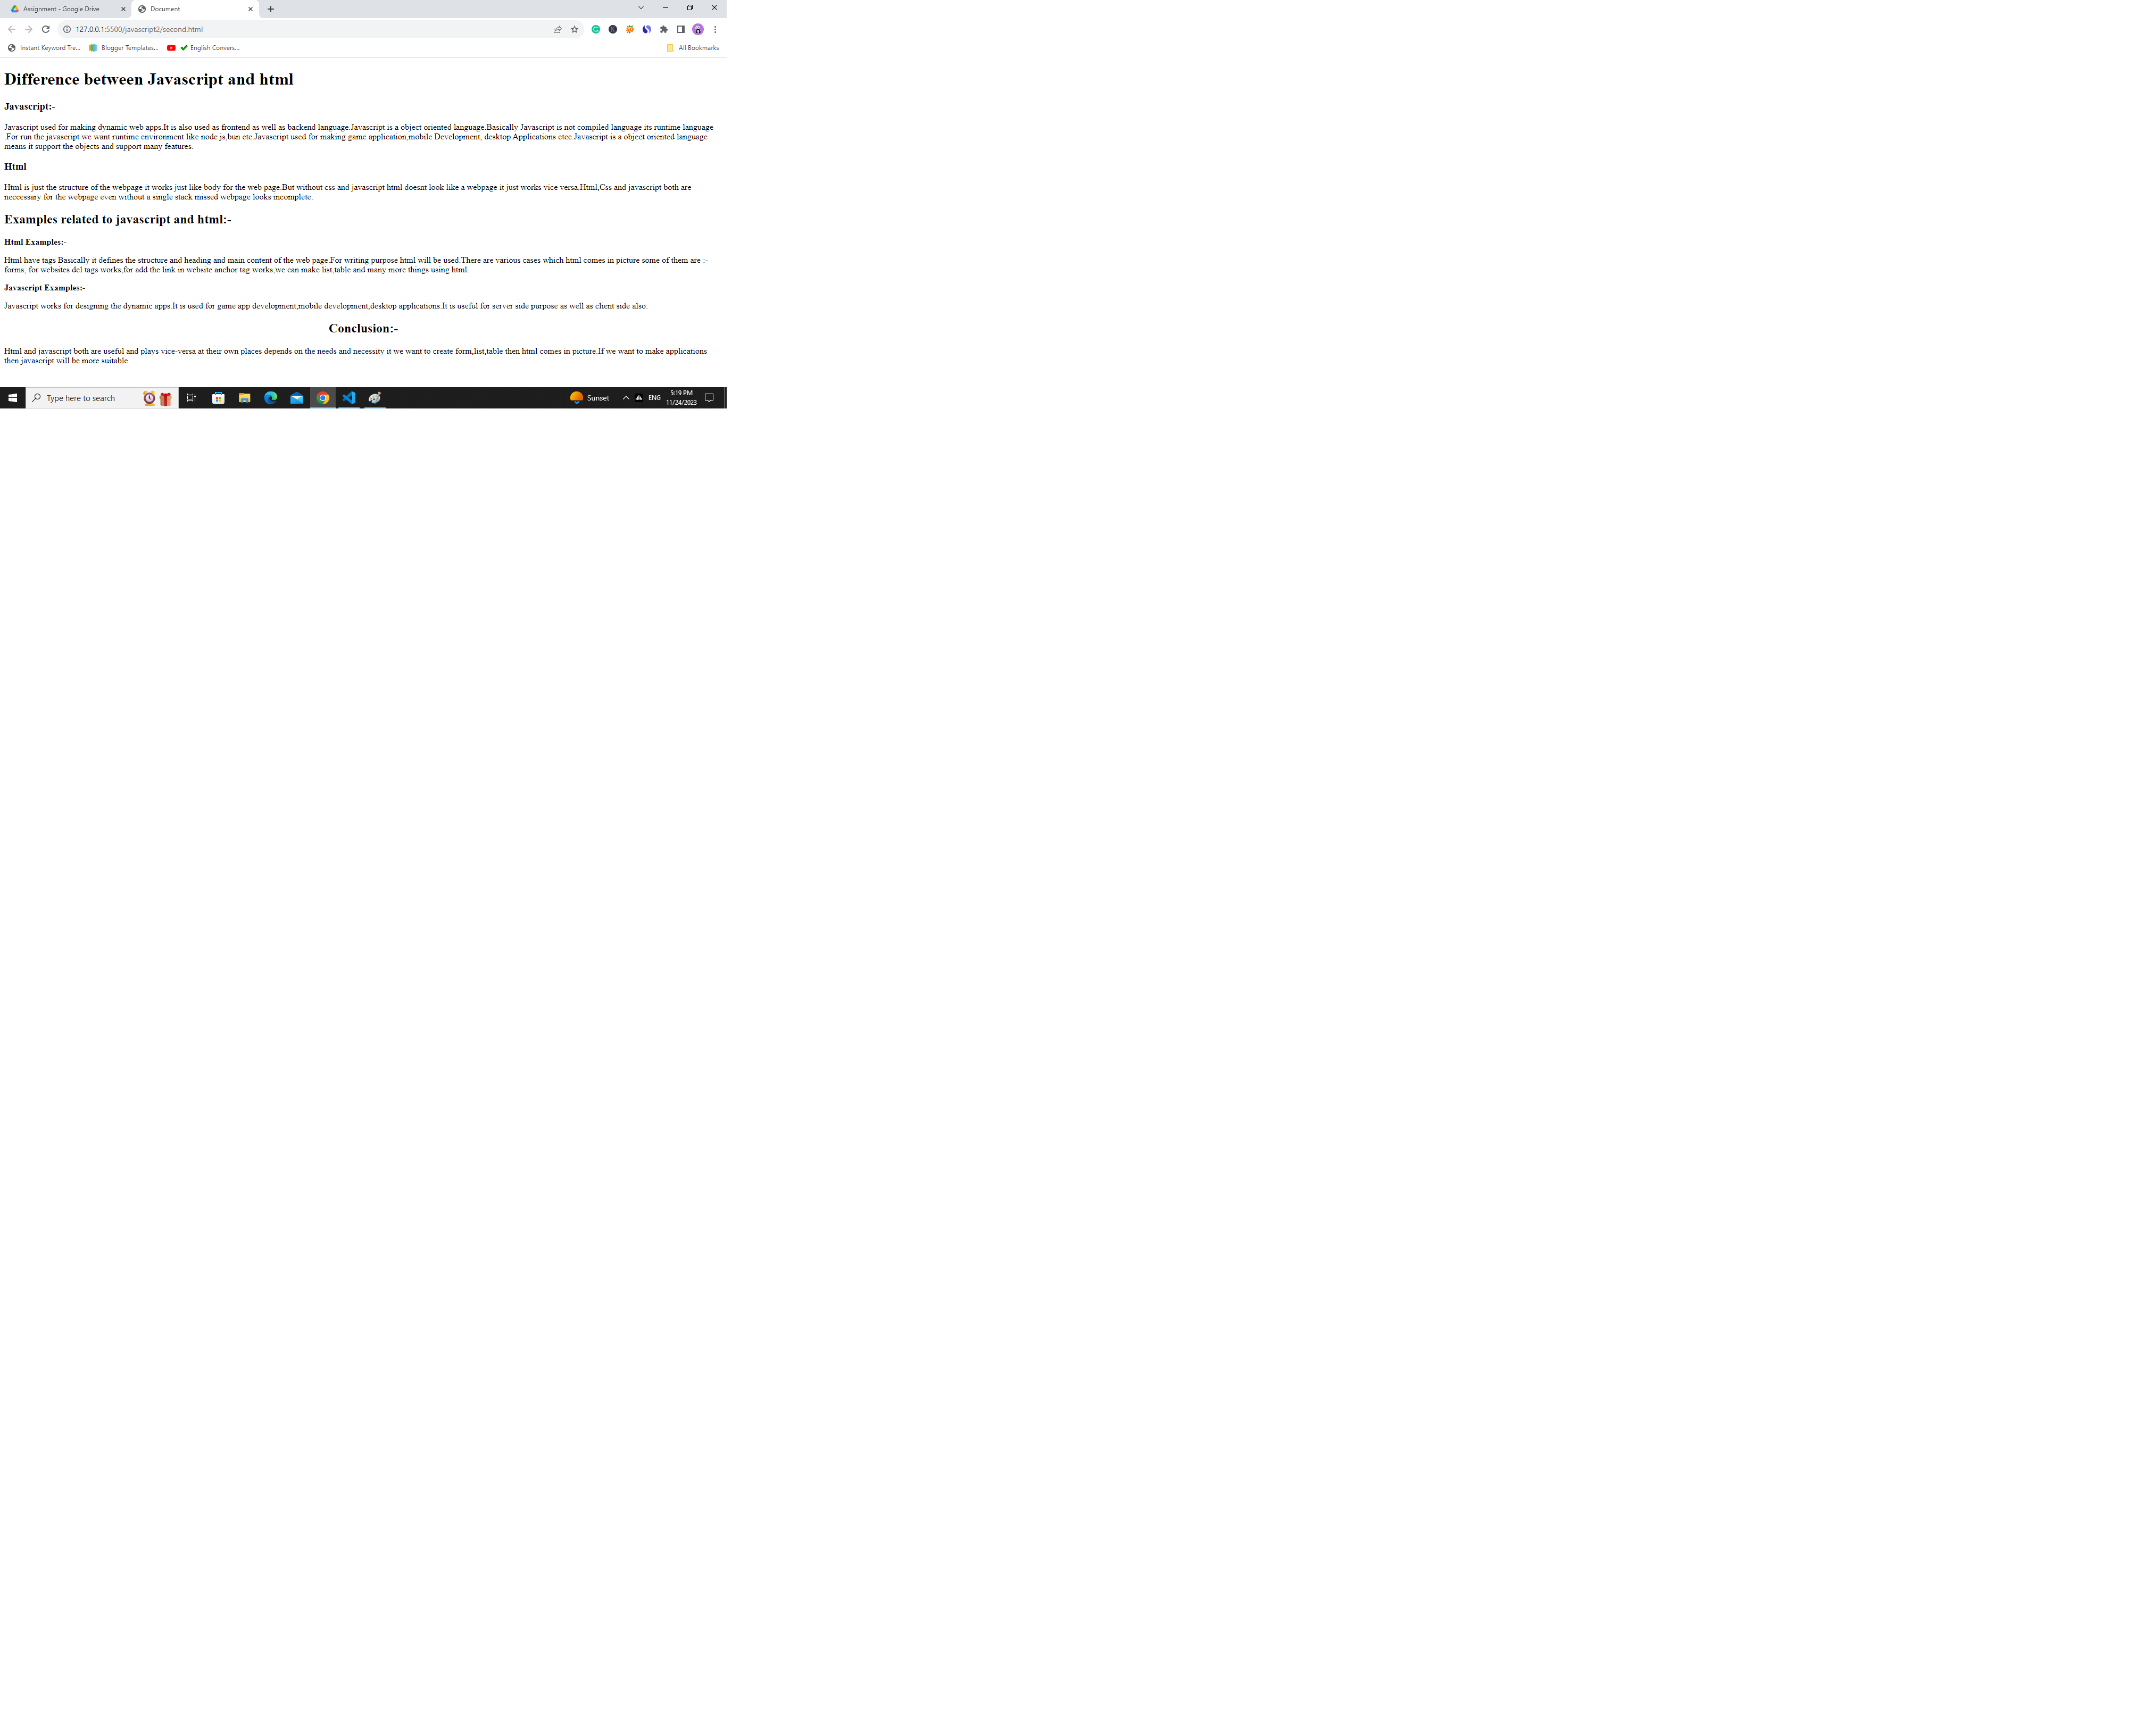 Assignment - Google Drive
Document
127.0.0.1:5500/javascript2/second.html
Instant Keyword Tre...
Blogger Templates...
English Convers...
All Bookmarks
Difference between Javascript and html
Javascript:-
Javascript used for making dynamic web apps.It is also used as frontend as well as backend language.Javascript is a object oriented language.Basically Javascript is not compiled language its runtime language
.For run the javascript we want runtime environment like node js,bun etc.Javascript used for making game application,mobile Development, desktop Applications etcc.Javascript is a object oriented language
means it support the objects and support many features.
Html
Html is just the structure of the webpage it works just like body for the web page.But without css and javascript html doesnt look like a webpage it just works vice versa.Html,Css and javascript both are
neccessary for the webpage even without a single stack missed webpage looks incomplete.
Examples related to javascript and html:-
Html Examples:-
Html have tags Basically it defines the structure and heading and main content of the web page.For writing purpose html will be used.There are various cases which html comes in picture some of them are :-
forms, for websites del tags works,for add the link in website anchor tag works,we can make list,table and many more things using html.
Javascript Examples:-
Javascript works for designing the dynamic apps.It is used for game app development,mobile development,desktop applications.It is useful for server side purpose as well as client side also.
Conclusion:-
Html and javascript both are useful and plays vice-versa at their own places depends on the needs and necessity it we want to create form,list,table then html comes in picture.If we want to make applications
then javascript will be more suitable.
Type here to search
Sunset
ENG
5:19 PM
11/24/2023